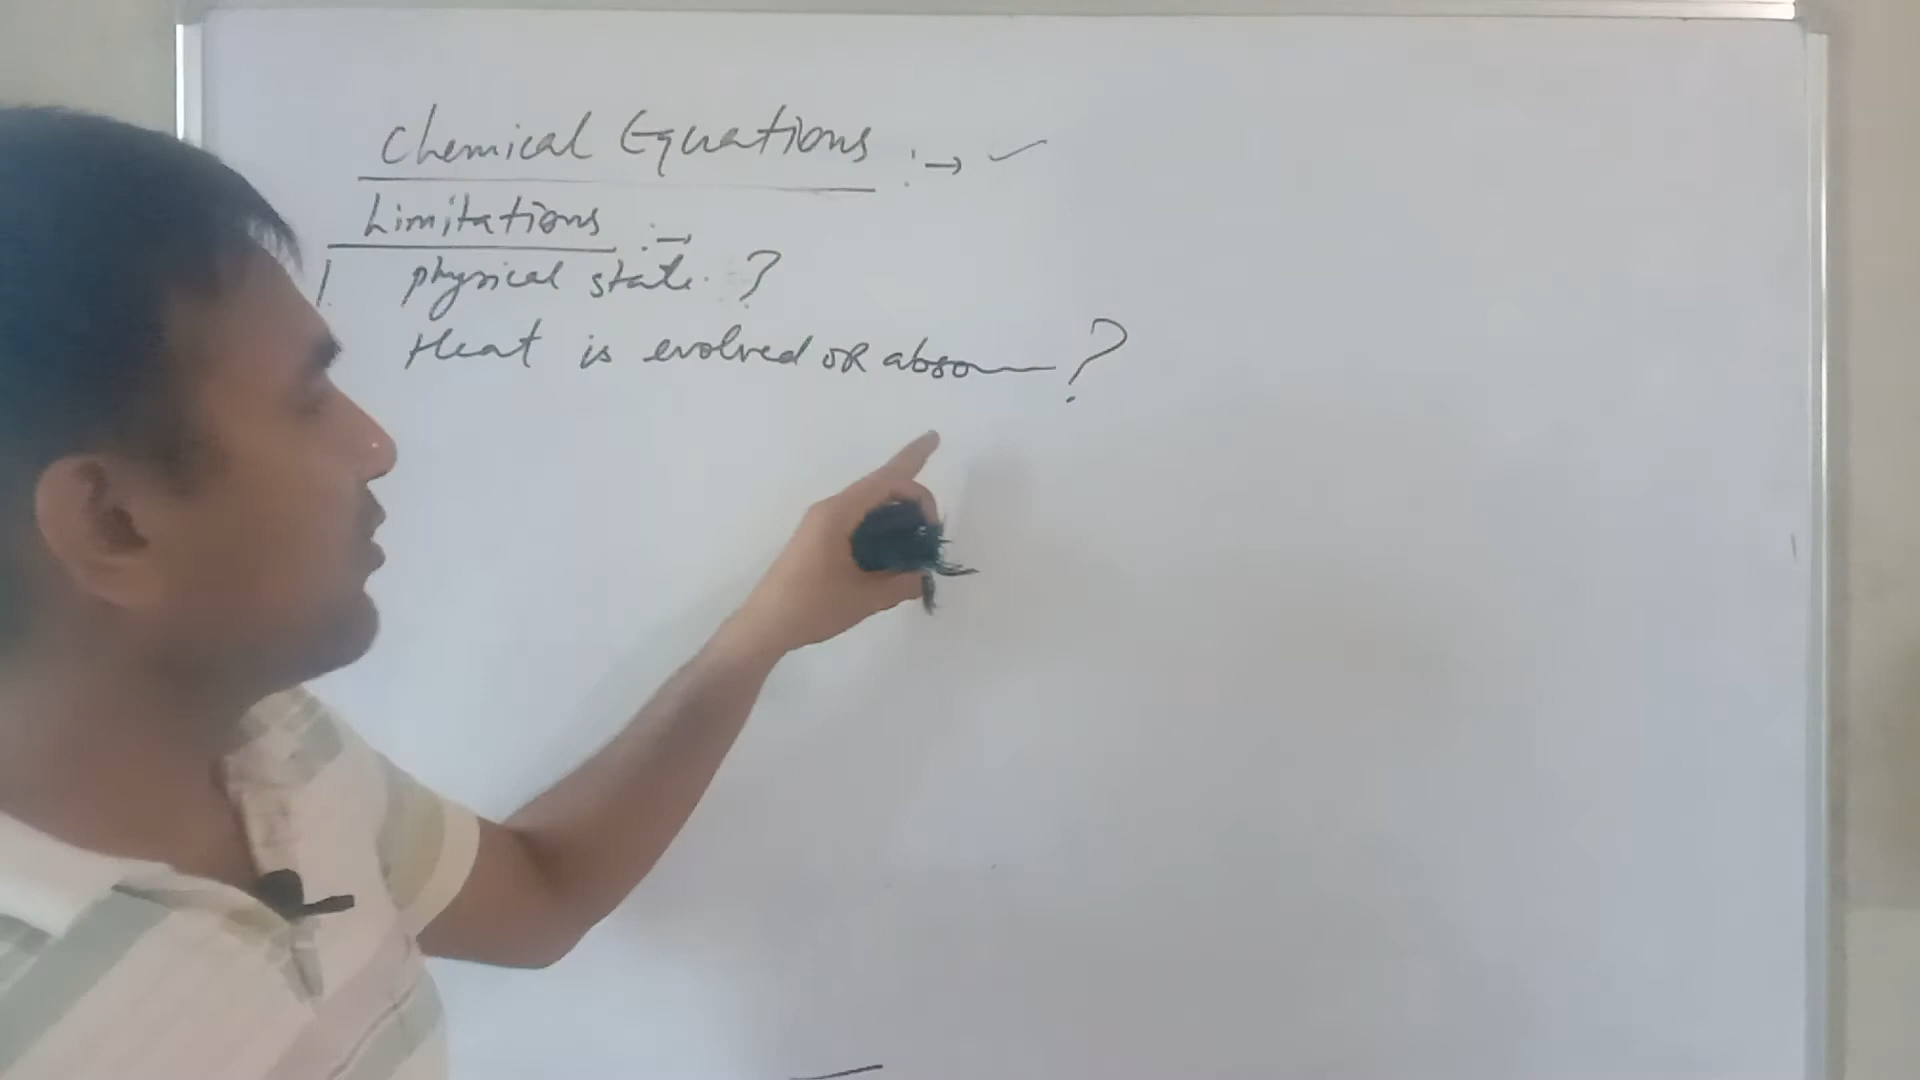 Chemical Equations :→ ✓
Limitations :→
1. physical state. ?
Heat is evolved OR abso ?